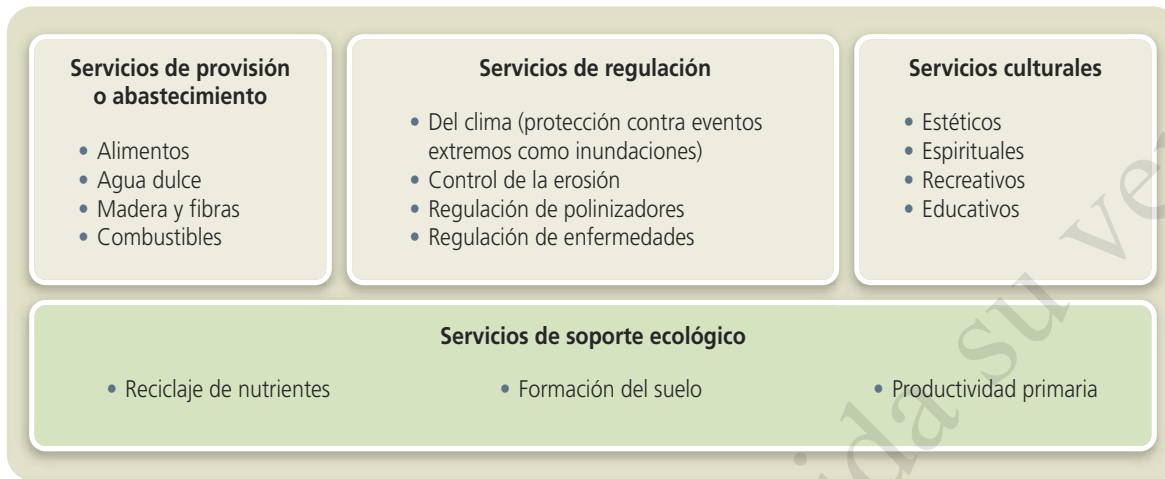 Servicios de provisión
o abastecimiento
• Alimentos
• Agua dulce
• Madera y fibras
• Combustibles
Servicios de regulación
• Del clima (protección contra eventos
extremos como inundaciones)
• Control de la erosión
• Regulación de polinizadores
• Regulación de enfermedades
Servicios culturales
• Estéticos
• Espirituales
• Recreativos
• Educativos
Servicios de soporte ecológico
• Reciclaje de nutrientes
• Formación del suelo
• Productividad primaria
su